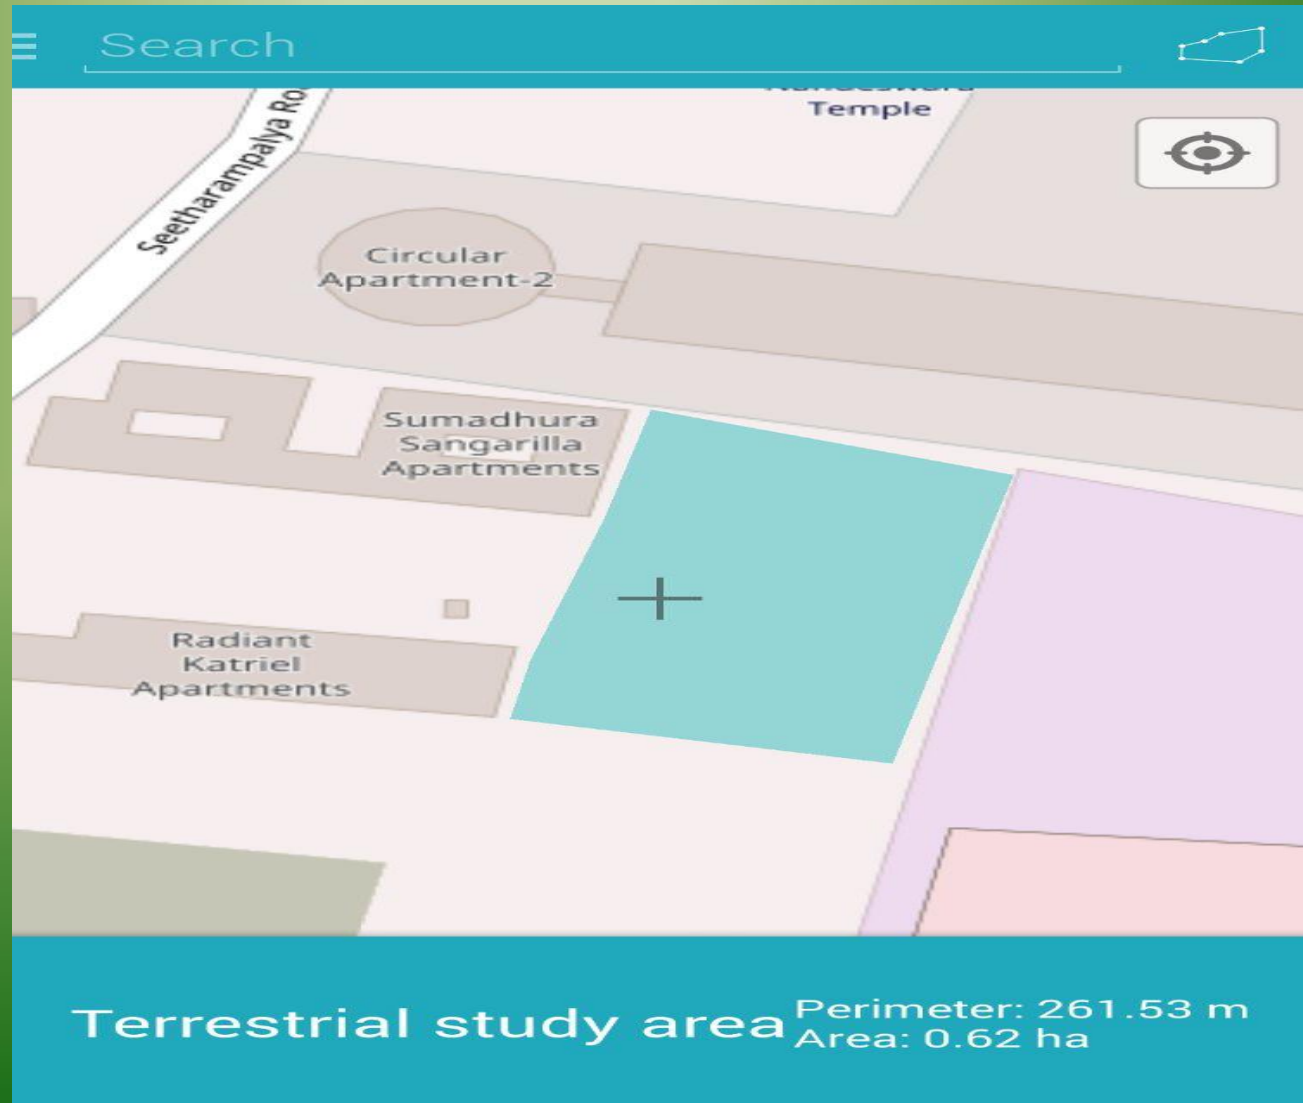 Search
Temple
Seetharampalya Ro
Circular
Apartment-2
Sumadhura
Sangarilla
Apartments
Radiant
Katriel
Apartments
Terrestrial study area
Perimeter: 261.53 m
Area: 0.62 ha